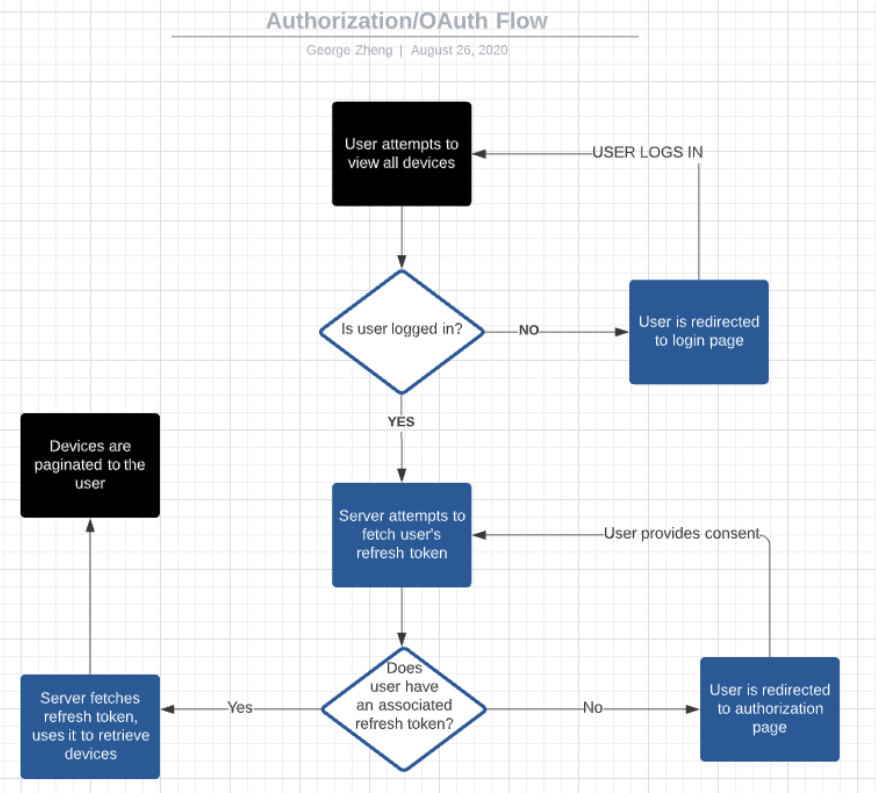 Authorization/OAuth Flow
George Zheng | August 26, 2020
User attempts to
view all devices
USER LOGS IN
Is user logged in?
NO
User is redirected
to login page
YES
Devices are
paginated to the
user
Server attempts to
fetch user's
refresh token
User provides consent
Does
user have
an associated
refresh token?
Yes
No
Server fetches
refresh token,
uses it to retrieve
devices
User is redirected
to authorization
page